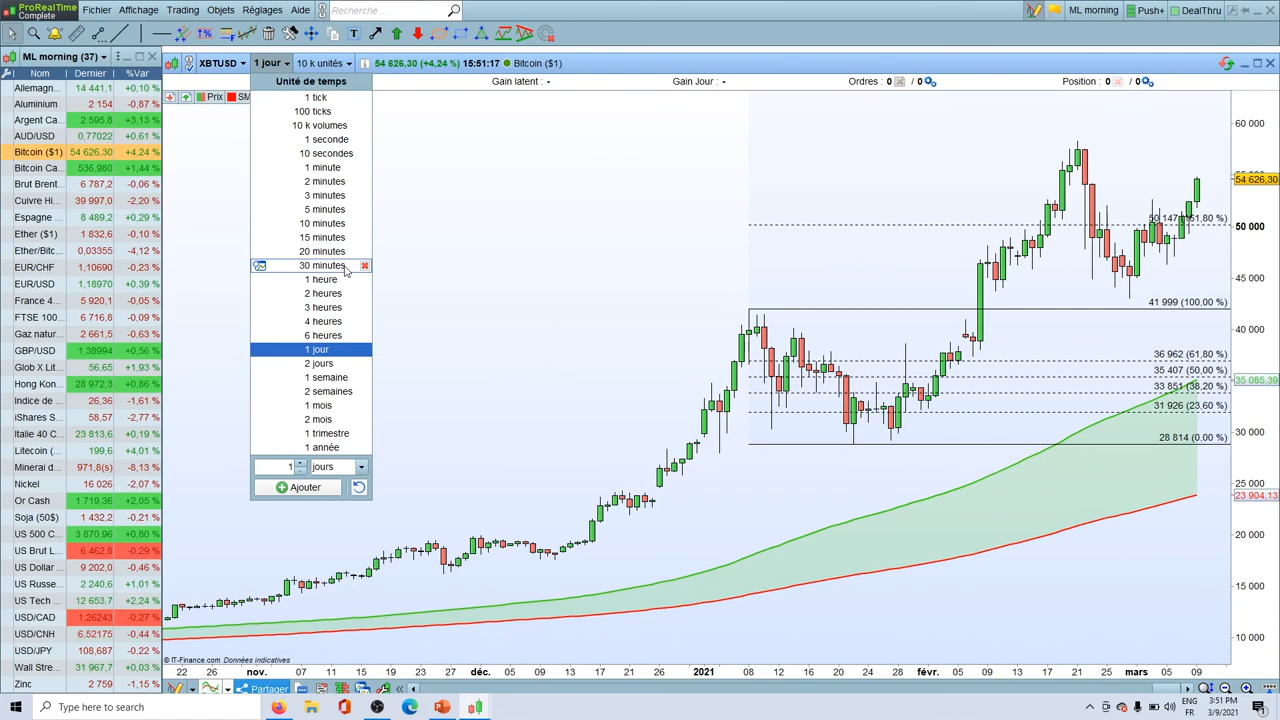 ProRealTime
Complete
Fichier Affichage Trading Objets Réglages Aide
Recherche ...
ML morning Push+ DealThru
ML morning (37)
XBTUSD 1 jour 10 k unités 54 626,30 (+4,24 %) 15:51:17 Bitcoin ($1)
Nom Dernier %Var
Gain latent : - Gain Jour : - Ordres : 0 / 0 Position : 0 / 0
Prix SM
Allemagn... 14 441,1 +0,10 %
Aluminium 2 154 -0,87 %
Argent Ca... 2 595,8 +3,13 %
AUD/USD 0,77022 +0,61 %
Bitcoin ($1) 54 626,30 +4,24 %
Bitcoin Ca... 536,980 +1,44 %
Brut Brent... 6 787,2 -0,06 %
Cuivre Hi... 39 997,0 -2,20 %
Espagne ... 8 489,2 +0,29 %
Ether ($1) 1 832,6 -0,10 %
Ether/Bitc... 0,03355 -4,12 %
EUR/CHF 1,10690 -0,23 %
EUR/USD 1,18970 +0,39 %
France 4... 5 920,1 -0,05 %
FTSE 100... 6 716,8 -0,09 %
Gaz natur... 2 661,5 -0,63 %
GBP/USD 1,38994 +0,56 %
Glob X Lit... 56,65 +1,93 %
Hong Kon... 28 972,3 +0,86 %
Indice de ... 26,36 -1,61 %
iShares S... 58,57 -2,77 %
Italie 40 C... 23 813,6 +0,19 %
Litecoin (... 199,6 +4,01 %
Minerai d... 971,8(s) -8,13 %
Nickel 16 026 -2,07 %
Or Cash 1 719,36 +2,05 %
Soja (50$) 1 432,2 -0,21 %
US 500 C... 3 870,96 +0,80 %
US Brut L... 6 462,8 -0,29 %
US Dollar ... 9 202,0 -0,46 %
US Russe... 2 240,6 +1,01 %
US Tech ... 12 653,7 +2,24 %
USD/CAD 1,26243 -0,27 %
USD/CNH 6,52175 -0,44 %
USD/JPY 108,687 -0,22 %
Wall Stre... 31 967,7 +0,03 %
Zinc 2 759 -1,15 %
Unité de temps
1 tick
100 ticks
10 k volumes
1 seconde
10 secondes
1 minute
2 minutes
3 minutes
5 minutes
10 minutes
15 minutes
20 minutes
30 minutes
1 heure
2 heures
3 heures
4 heures
6 heures
1 jour
2 jours
1 semaine
2 semaines
1 mois
2 mois
1 trimestre
1 année
1 jours
Ajouter
60 000
54 626,30
50 147 (61,80 %)
50 000
45 000
41 999 (100,00 %)
40 000
36 962 (61,80 %)
35 407 (50,00 %)
35 085,39
33 851 (38,20 %)
31 926 (23,60 %)
30 000
28 814 (0,00 %)
25 000
23 904,13
20 000
15 000
10 000
© IT-Finance.com Données indicatives
22 26 nov. 07 11 15 19 23 27 déc. 05 09 13 17 21 25 2021 07 11 15 19 23 28 févr. 05 09 13 17 21 25 mars 05 09
Partager
Type here to search
ENG
FR
3:51 PM
3/9/2021